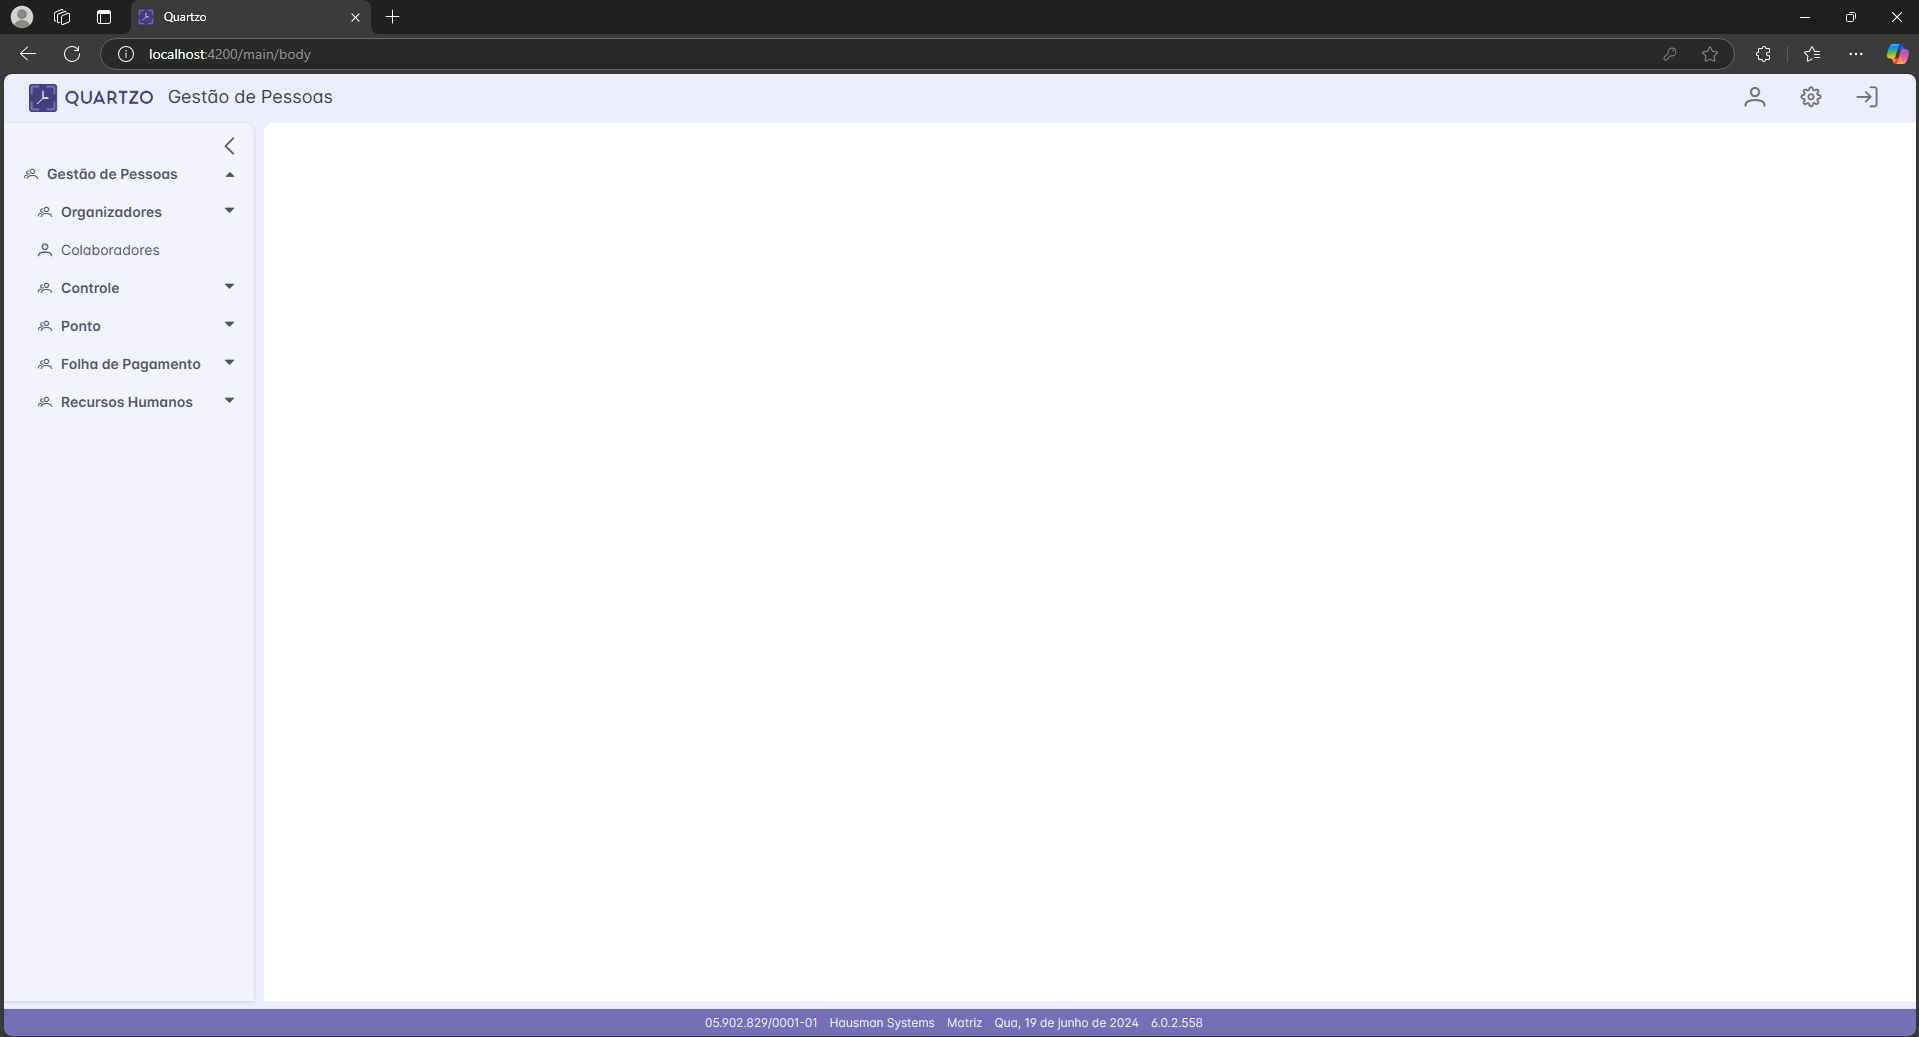 Quartzo
localhost:4200/main/body
QUARTZO Gestão de Pessoas
Gestão de Pessoas
Organizadores
Colaboradores
Controle
Ponto
Folha de Pagamento
Recursos Humanos
05.902.829/0001-01 Hausman Systems Matriz Qua, 19 de junho de 2024 6.0.2.558